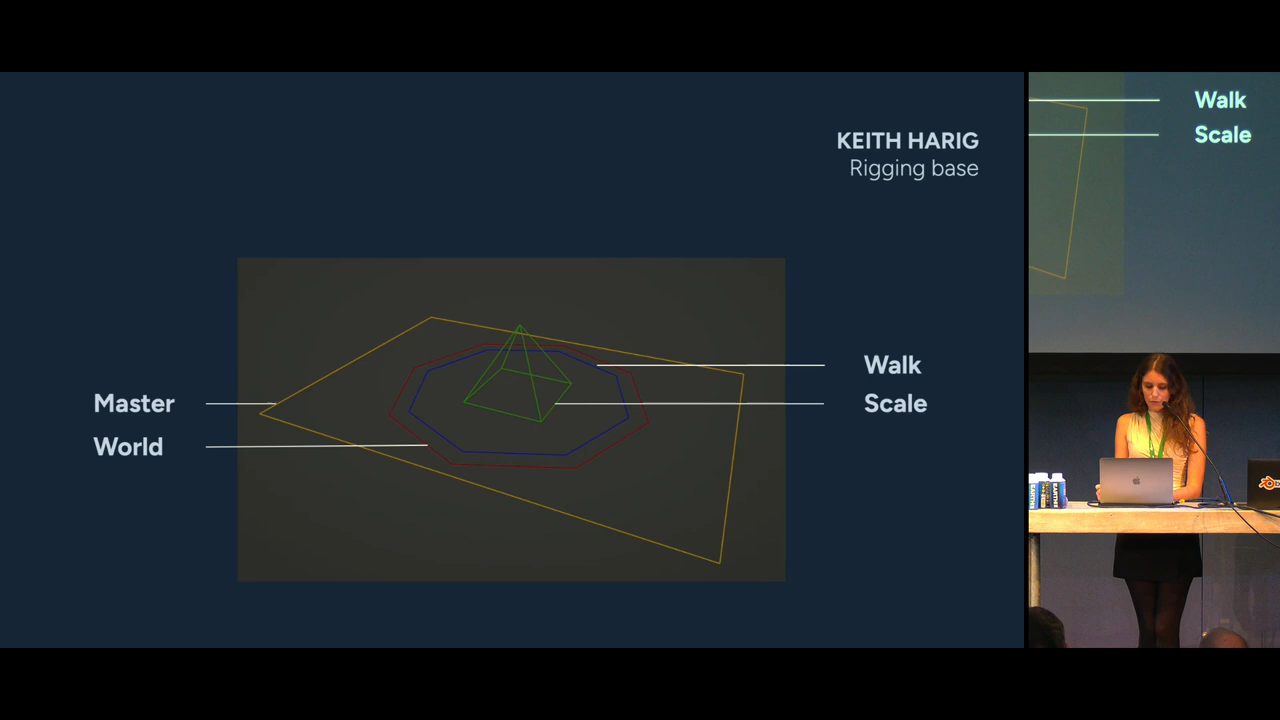 KEITH HARIG
Rigging base
Master
World
Walk
Scale
Walk
Scale